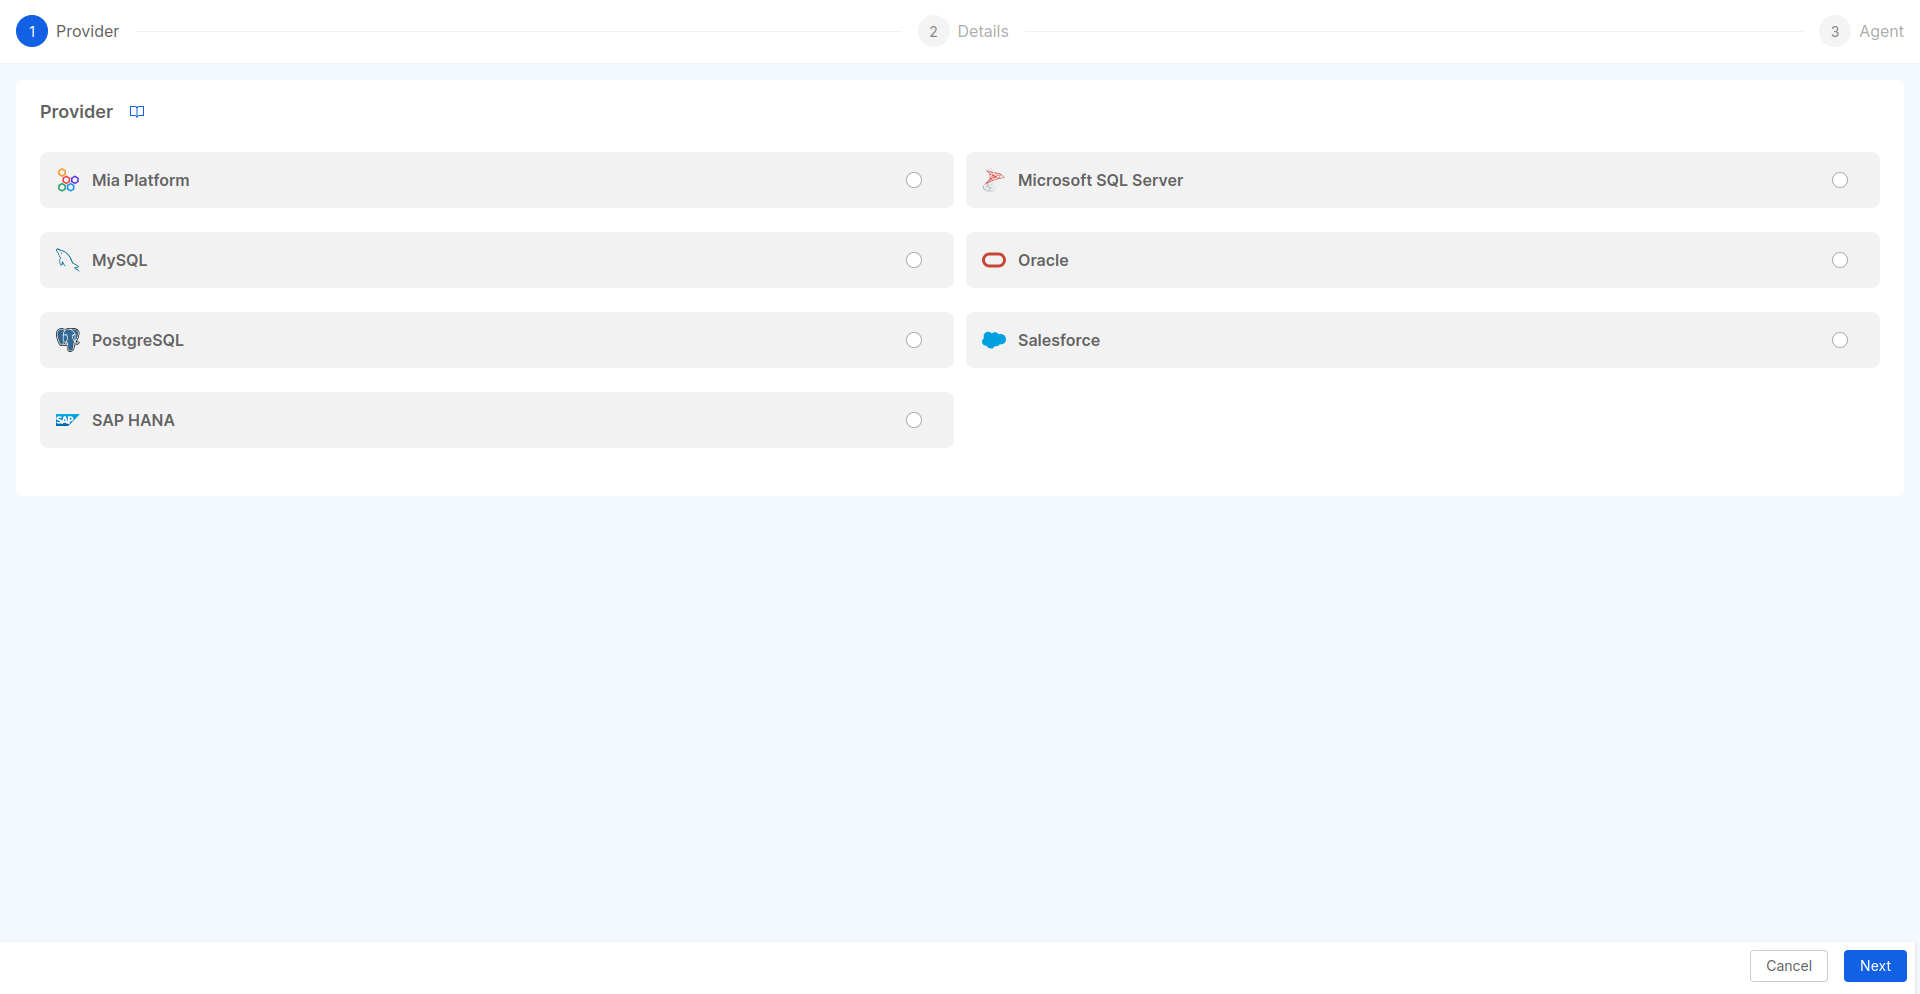 1 Provider 2 Details 3 Agent
Provider
Mia Platform
Microsoft SQL Server
MySQL
Oracle
PostgreSQL
Salesforce
SAP SAP HANA
Cancel Next